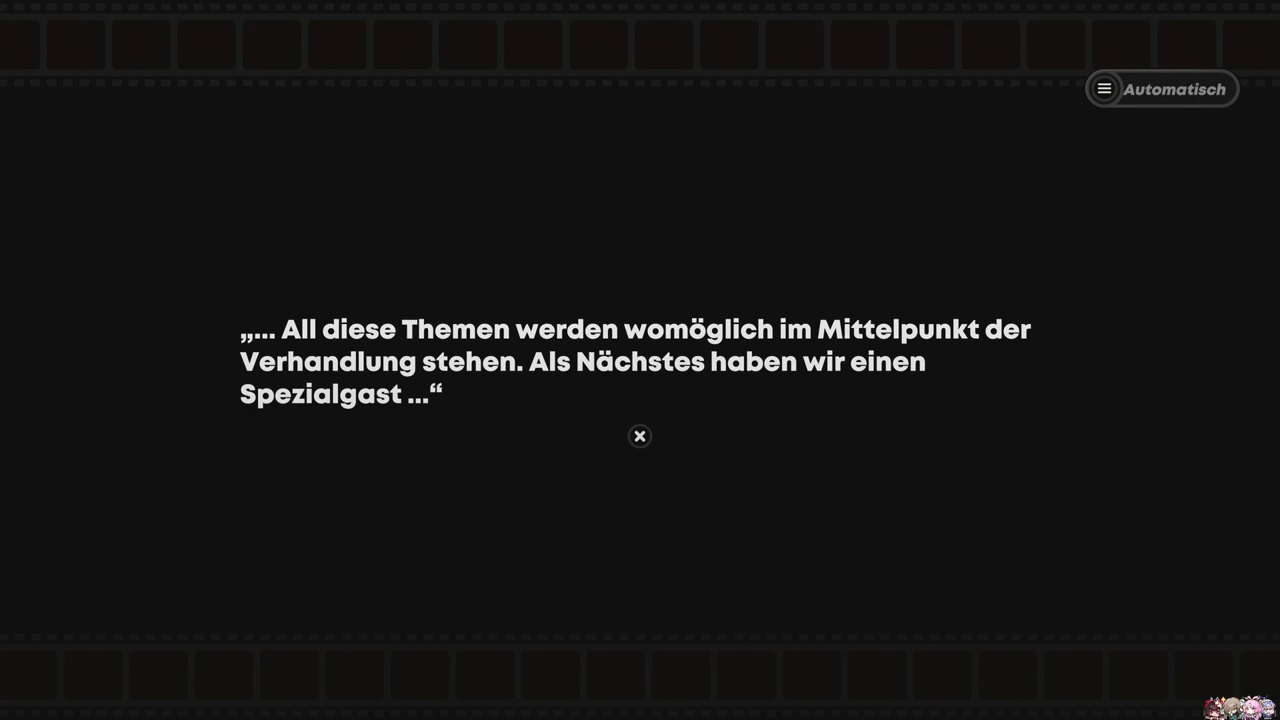 Automatisch
„... All diese Themen werden womöglich im Mittelpunkt der
Verhandlung stehen. Als Nächstes haben wir einen
Spezialgast ...“